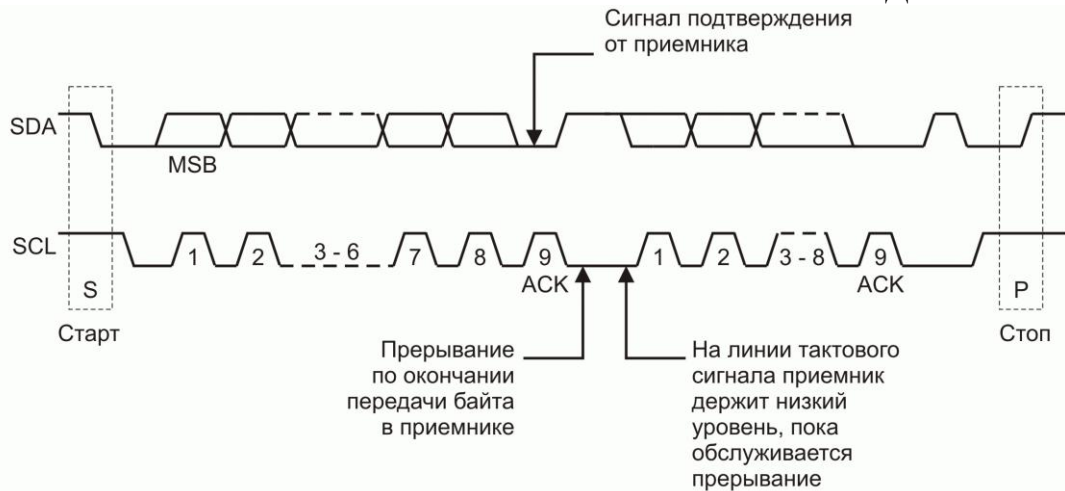 Сигнал подтверждения
от приемника
SDA
MSB
SCL
1
2
3 - 6
7
8
9
1
2
3 - 8
9
ACK
ACK
S
P
Старт
Стоп
Прерывание
по окончании
передачи байта
в приемнике
На линии тактового
сигнала приемник
держит низкий
уровень, пока
обслуживается
прерывание